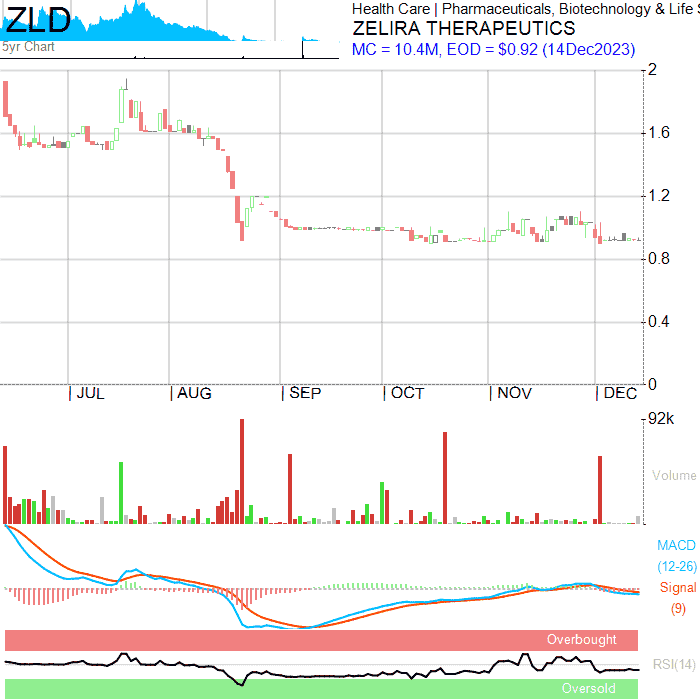 ZLD
5yr Chart
Health Care | Pharmaceuticals, Biotechnology & Life
ZELIRA THERAPEUTICS
MC = 10.4M, EOD = $0.92 (14Dec2023)
2
1.6
1.2
0.8
0.4
0
| JUL | AUG | SEP | OCT | NOV | DEC
92k
Volume
MACD
(12-26)
Signal
(9)
Overbought
RSI(14)
Oversold